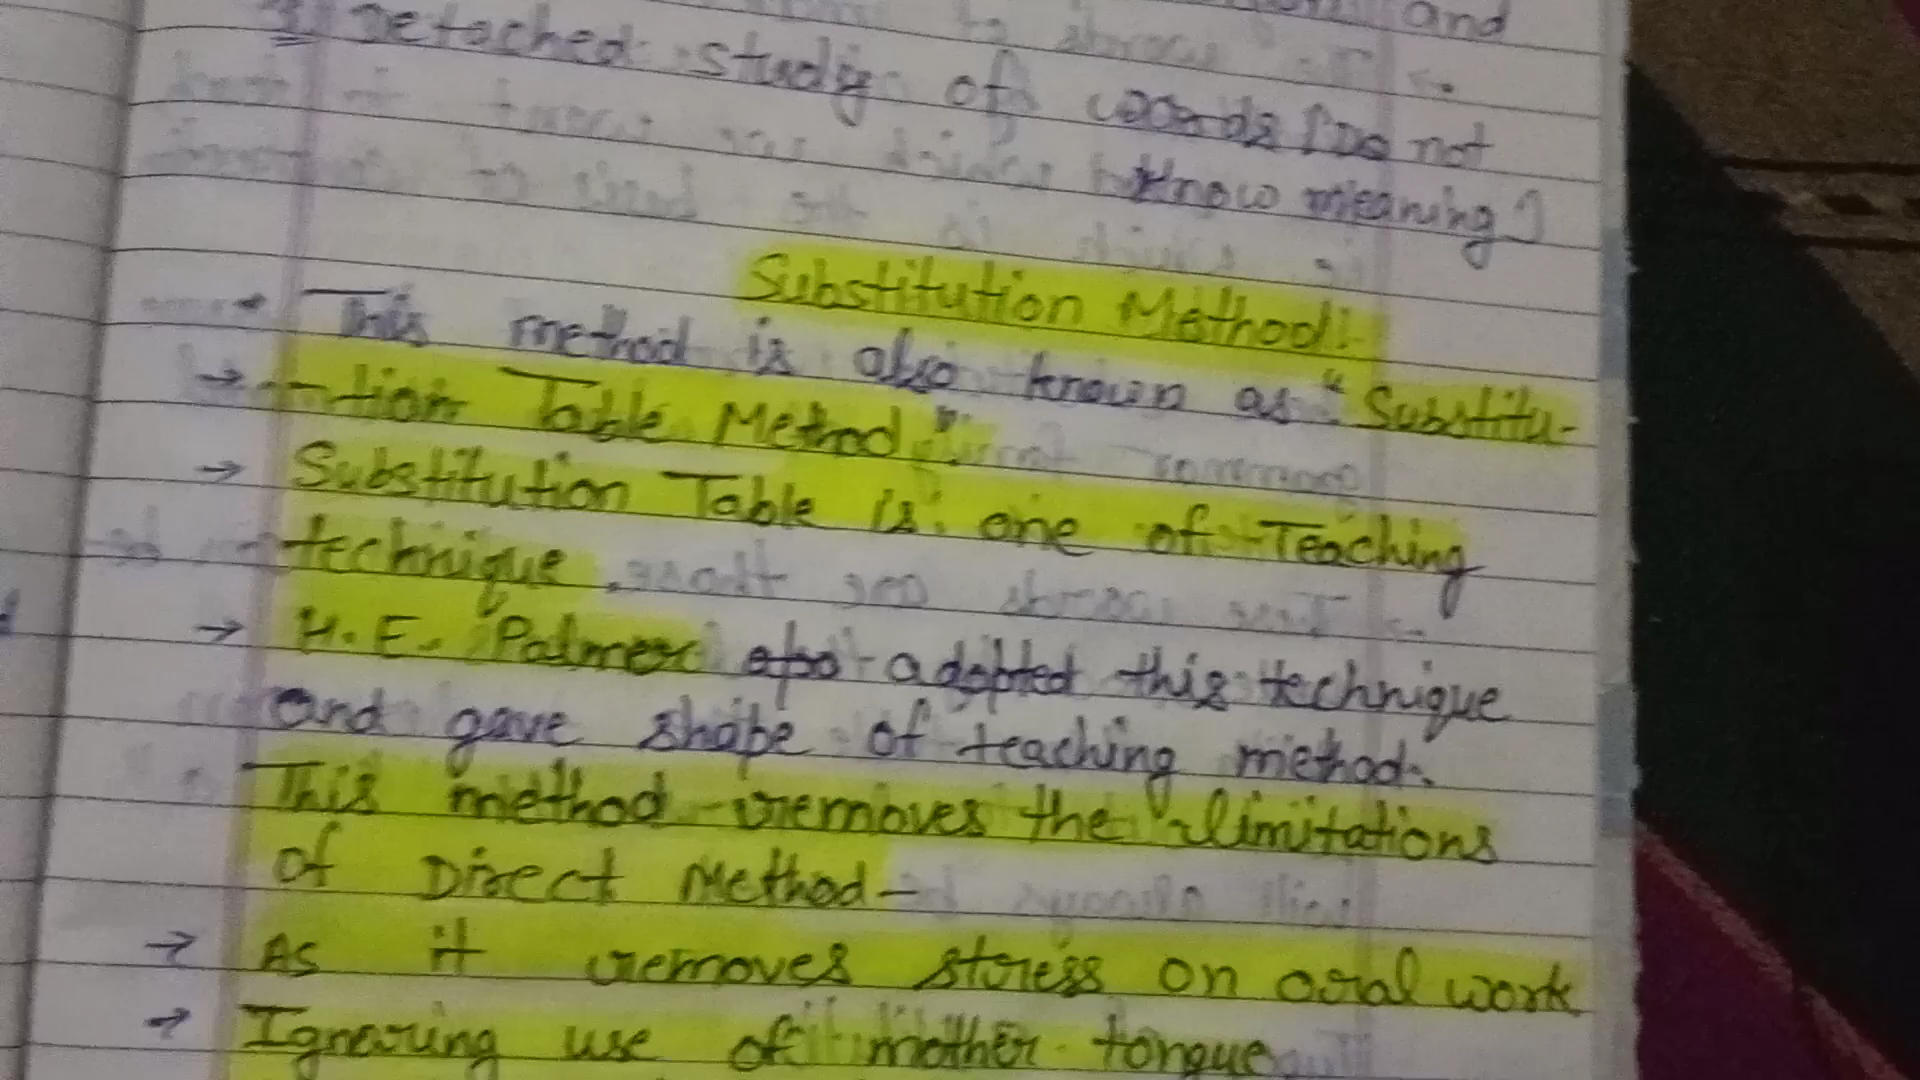 and
3) Detached study of words [Do not
know meaning]
Substitution Method:-
→ This method is also known as "Substitu-
→ -tion Table Method"
→ Substitution Table is one of Teaching
technique.
→ H.E. Palmer also adopted this technique
and gave shape of teaching method.
This method removes the limitations
of Direct Method-
→ As it removes stress on oral work
→ Ignoring use of mother tongue